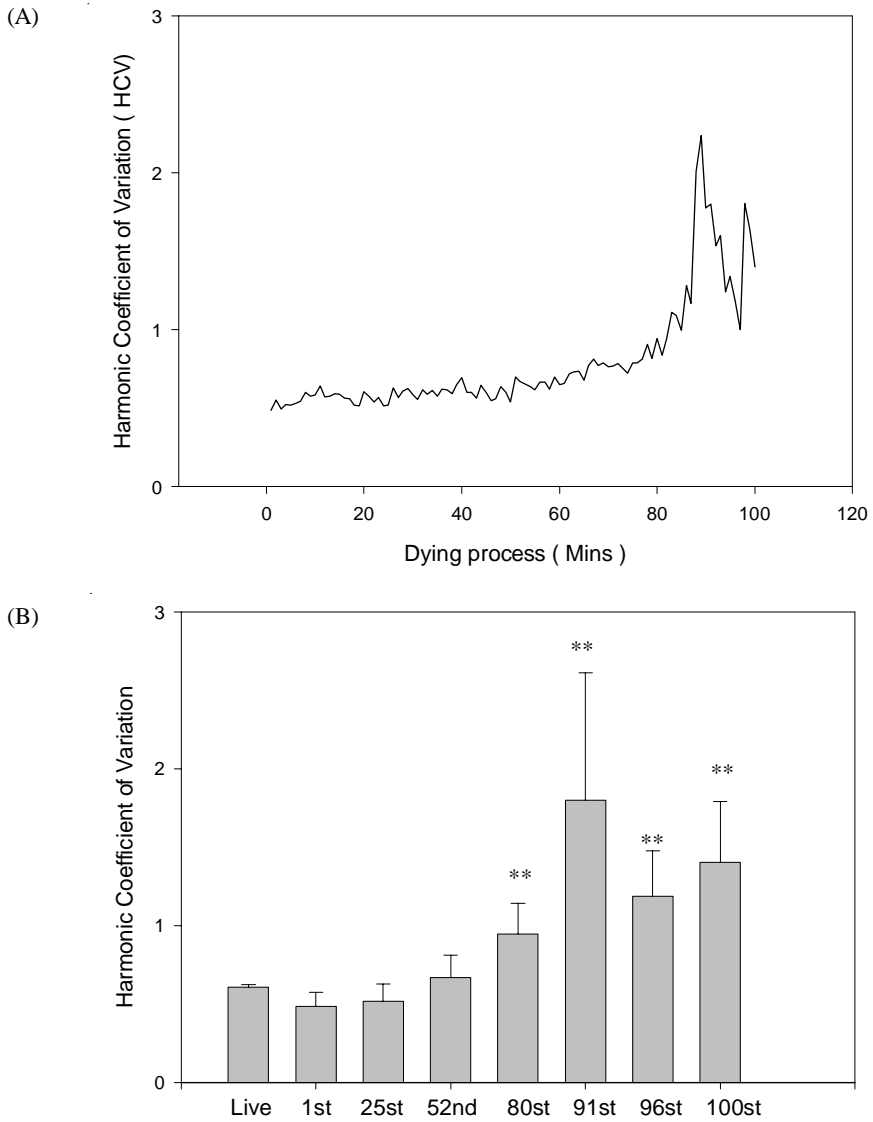 (A)
3
2
1
0
Harmonic Coefficient of Variation ( HCV )
0 20 40 60 80 100 120
Dying process ( Mins )
(B)
3
2
1
0
Harmonic Coefficient of Variation
** ** ** **
Live 1st 25st 52nd 80st 91st 96st 100st